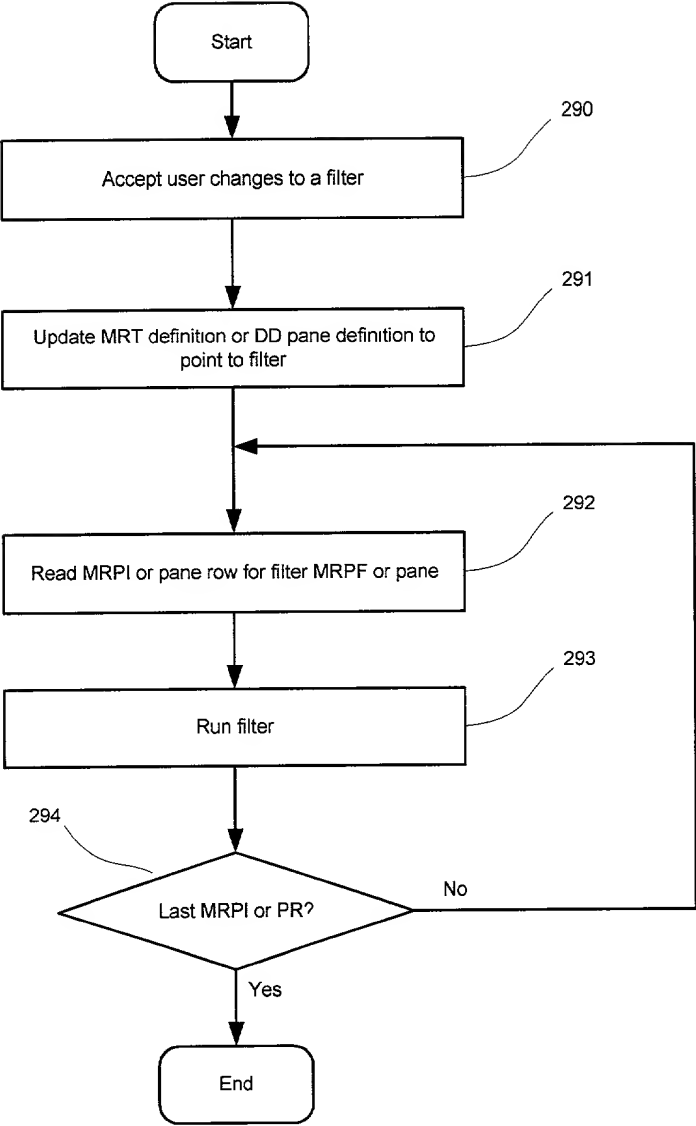 Start
290
Accept user changes to a filter
291
Update MRT definition or DD pane definition to
point to filter
292
Read MRPI or pane row for filter MRPF or pane
293
Run filter
294
Last MRPI or PR?
No
Yes
End